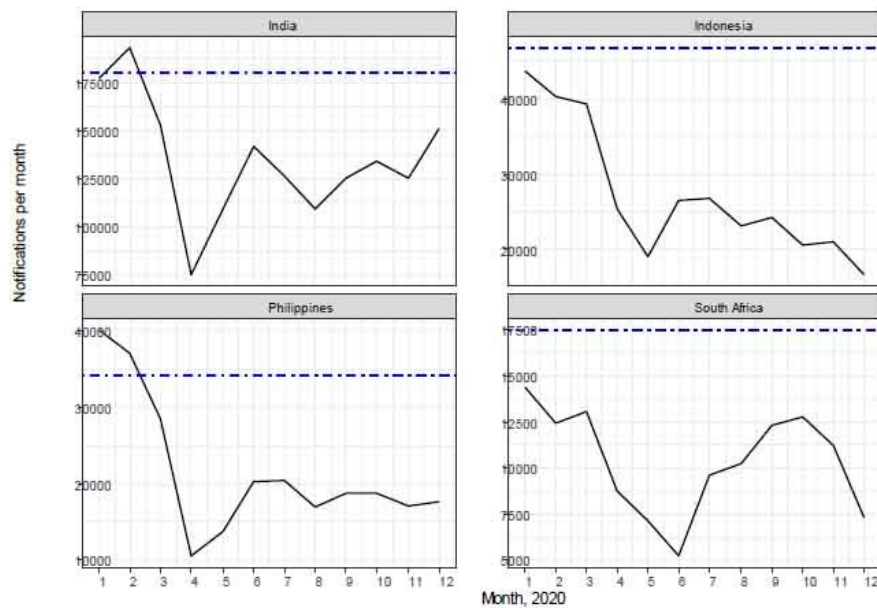 India
Indonesia
175000
150000
125000
100000
75000
40000
30000
20000
Philippines
South Africa
40000
30000
20000
10000
17500
15000
12500
10000
7500
5000
1 2 3 4 5 6 7 8 9 10 11 12
1 2 3 4 5 6 7 8 9 10 11 12
Notifications per month
Month, 2020